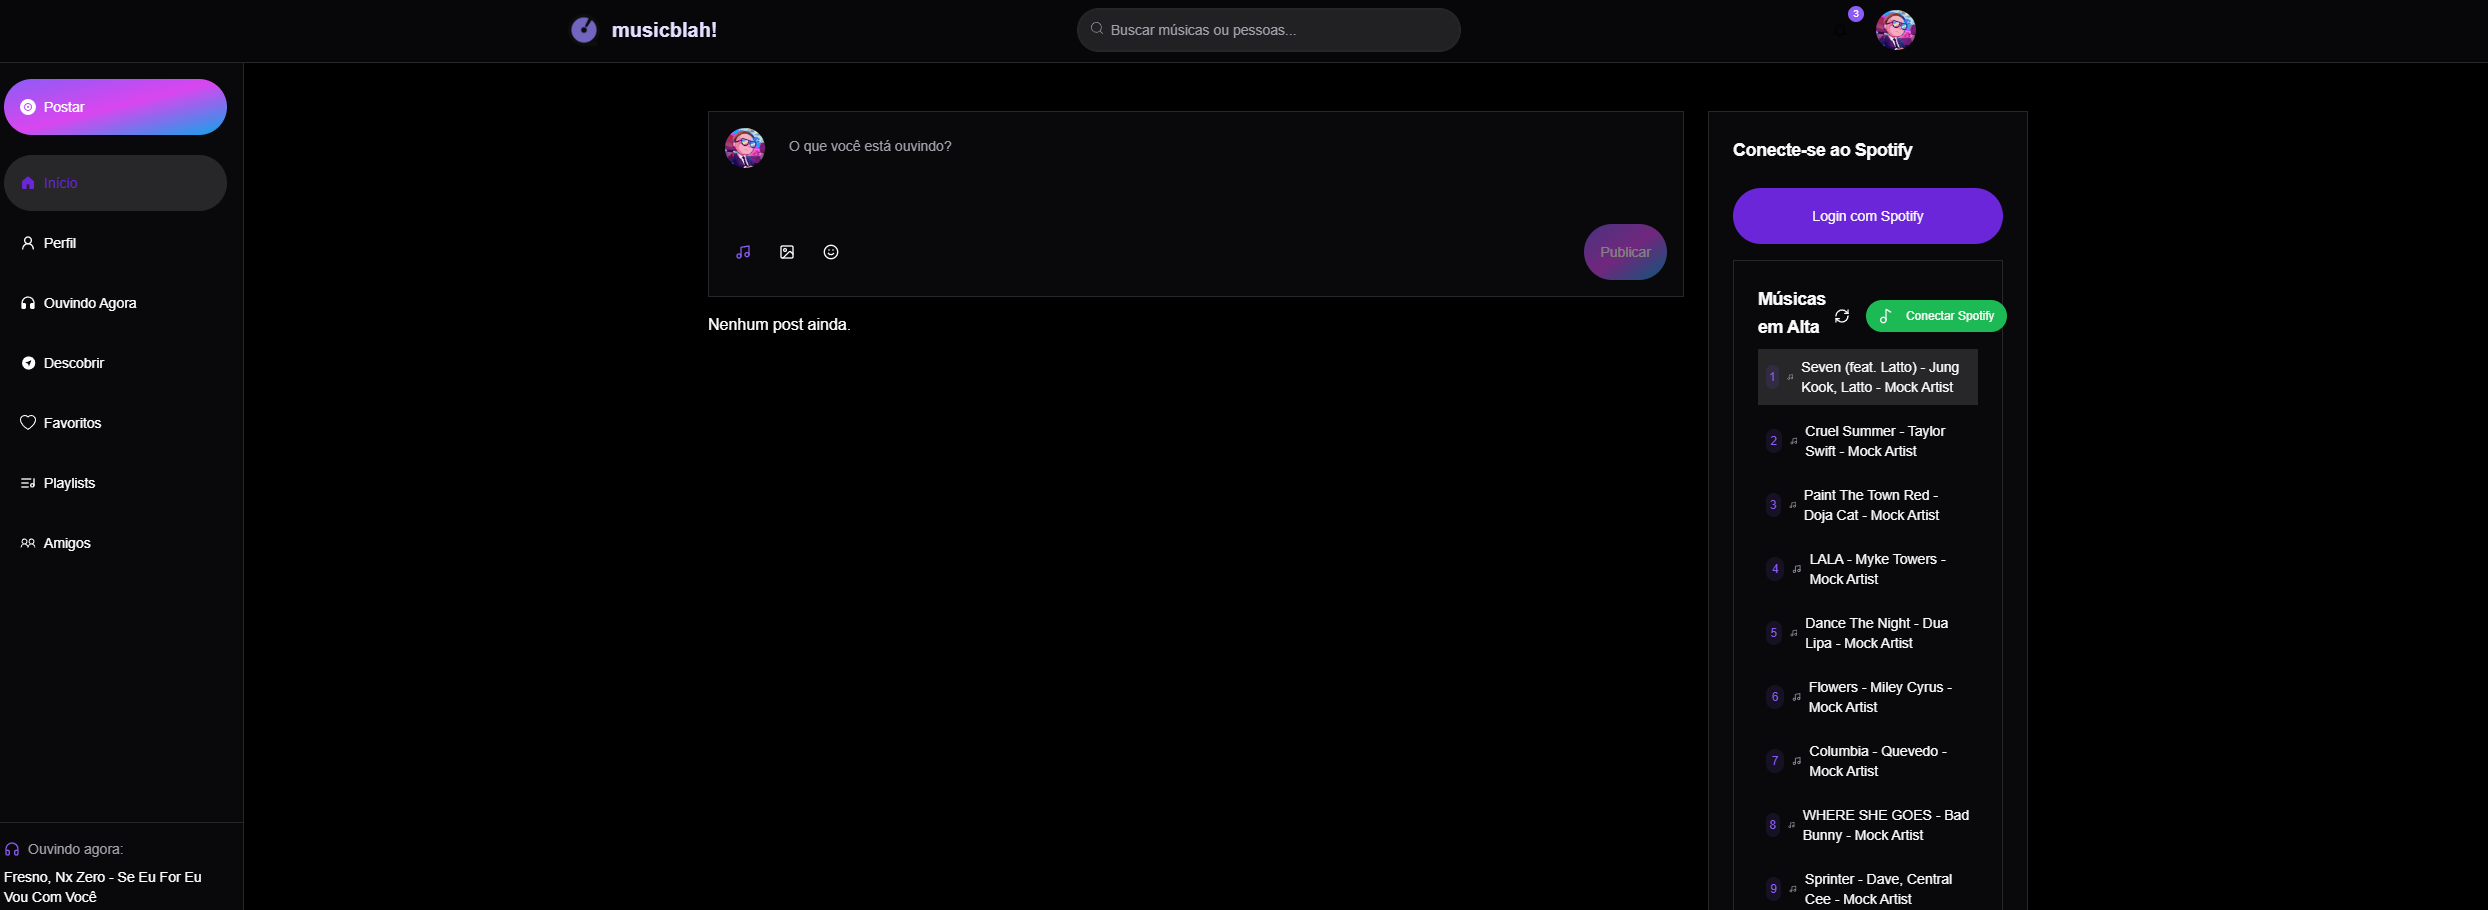 musicblah!
Buscar músicas ou pessoas...
3
Postar
Início
Perfil
Ouvindo Agora
Descobrir
Favoritos
Playlists
Amigos
Ouvindo agora:
Fresno, Nx Zero - Se Eu For Eu
Vou Com Você
O que você está ouvindo?
Publicar
Nenhum post ainda.
Conecte-se ao Spotify
Login com Spotify
Músicas
em Alta
Conectar Spotify
1
Seven (feat. Latto) - Jung
Kook, Latto - Mock Artist
2
Cruel Summer - Taylor
Swift - Mock Artist
3
Paint The Town Red -
Doja Cat - Mock Artist
4
LALA - Myke Towers -
Mock Artist
5
Dance The Night - Dua
Lipa - Mock Artist
6
Flowers - Miley Cyrus -
Mock Artist
7
Columbia - Quevedo -
Mock Artist
8
WHERE SHE GOES - Bad
Bunny - Mock Artist
9
Sprinter - Dave, Central
Cee - Mock Artist